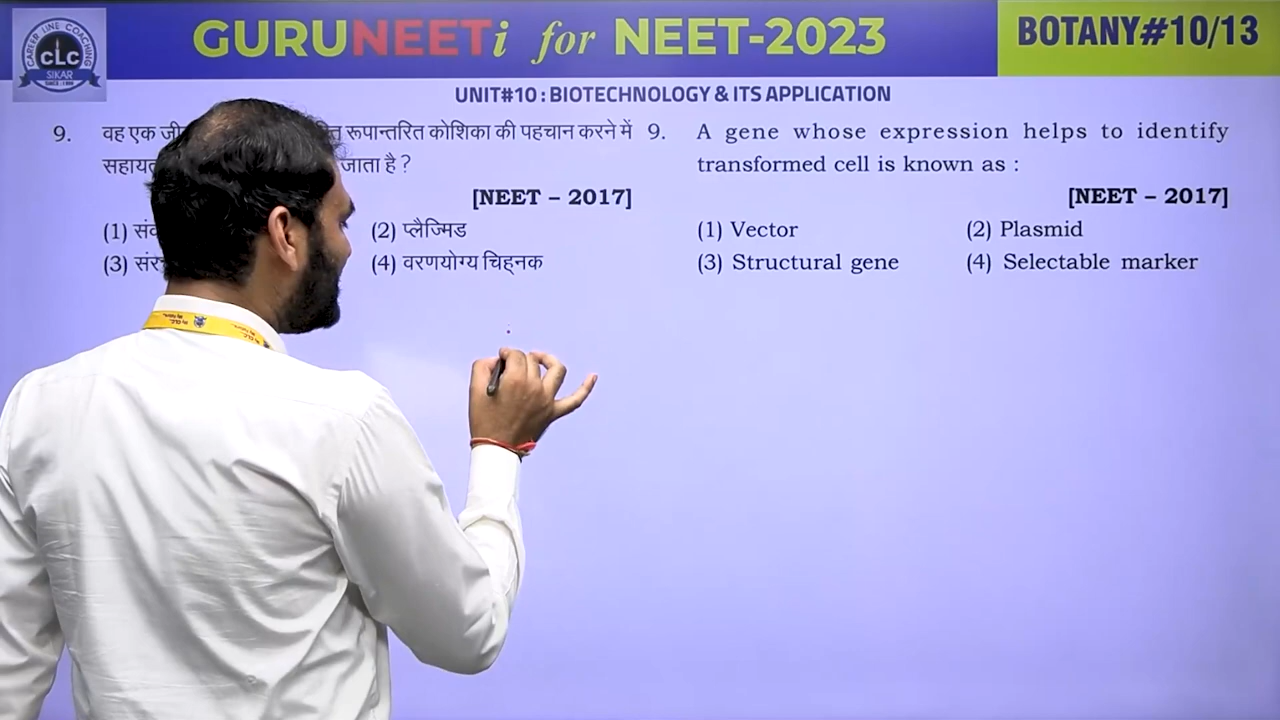 CAREER LINE COACHING
CLC
SIKAR
SINCE : 1996
GURUNEETi for NEET-2023
BOTANY#10/13
UNIT#10 : BIOTECHNOLOGY & ITS APPLICATION
9. वह एक रूपान्तरित कोशिका की पहचान करने में
जाता है ?
[NEET – 2017]
(1) (2) प्लैज्मिड
(3) (4) वरणयोग्य चिह्नक
9. A gene whose expression helps to identify
transformed cell is known as :
[NEET – 2017]
(1) Vector (2) Plasmid
(3) Structural gene (4) Selectable marker